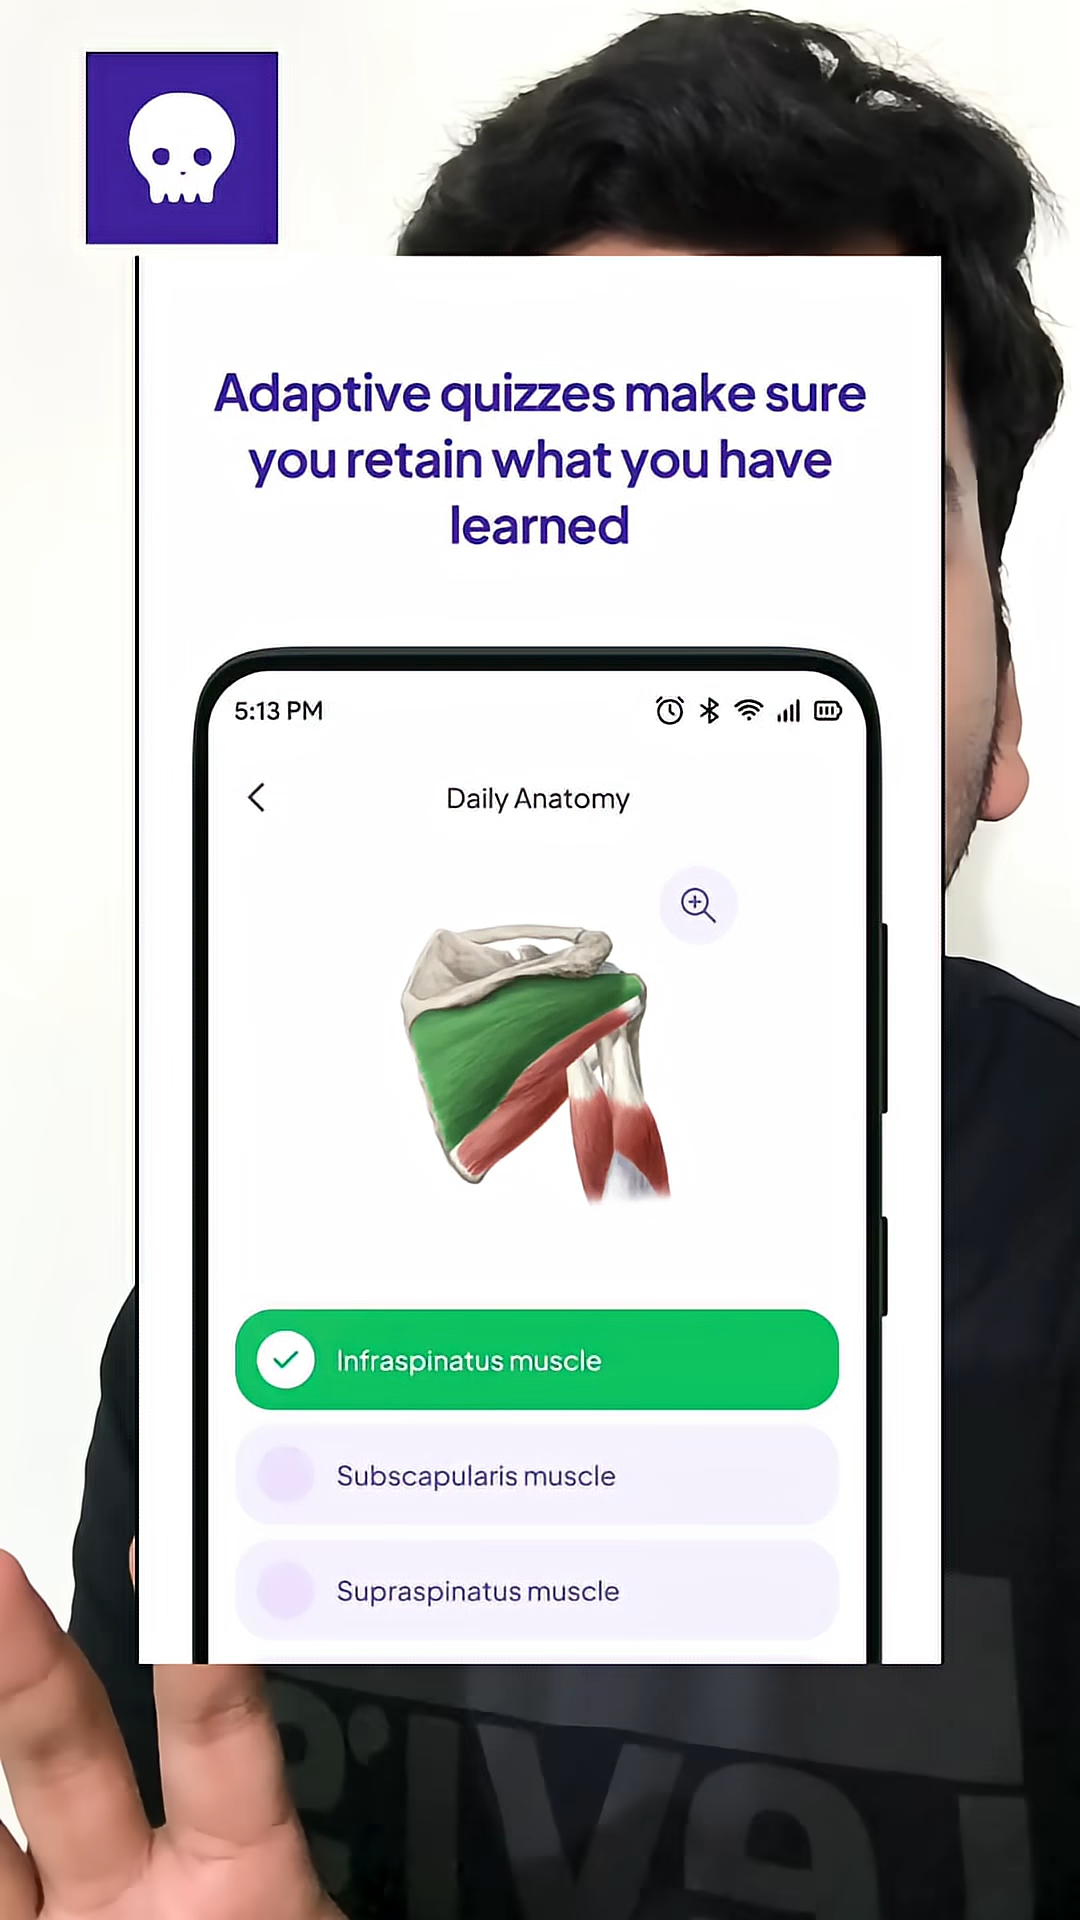 Adaptive quizzes make sure
you retain what you have
learned
5:13 PM
Daily Anatomy
Infraspinatus muscle
Subscapularis muscle
Supraspinatus muscle